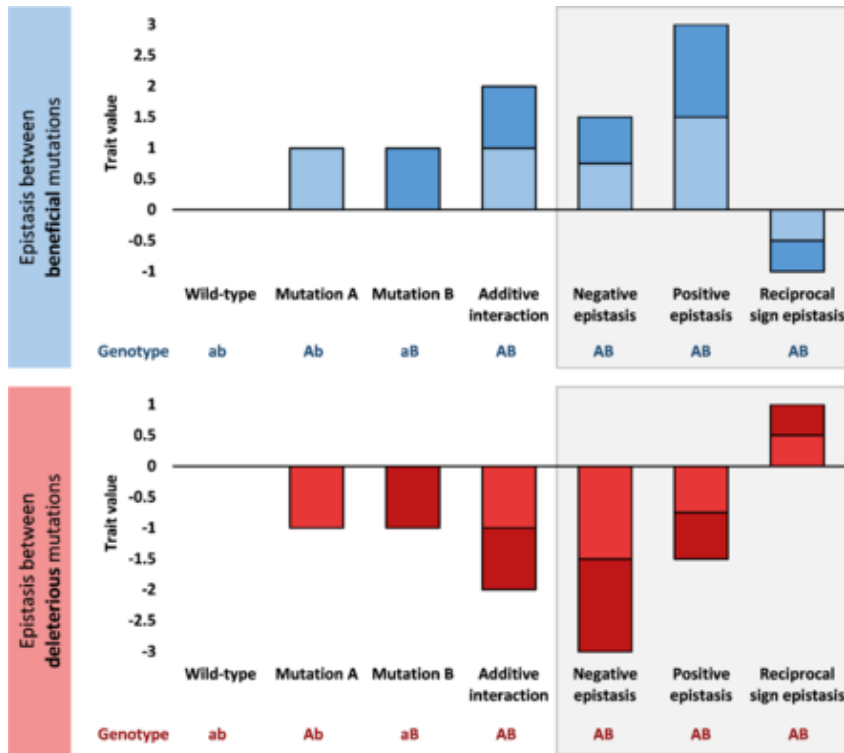 Epistasis between
beneficial mutations
Trait value
3
2.5
2
1.5
1
0.5
0
-0.5
-1
Wild-type
Mutation A
Mutation B
Additive
interaction
Negative
epistasis
Positive
epistasis
Reciprocal
sign epistasis
Genotype ab Ab aB AB AB AB AB
Epistasis between
deleterious mutations
Trait value
1
0.5
0
-0.5
-1
-1.5
-2
-2.5
-3
Wild-type
Mutation A
Mutation B
Additive
interaction
Negative
epistasis
Positive
epistasis
Reciprocal
sign epistasis
Genotype ab Ab aB AB AB AB AB